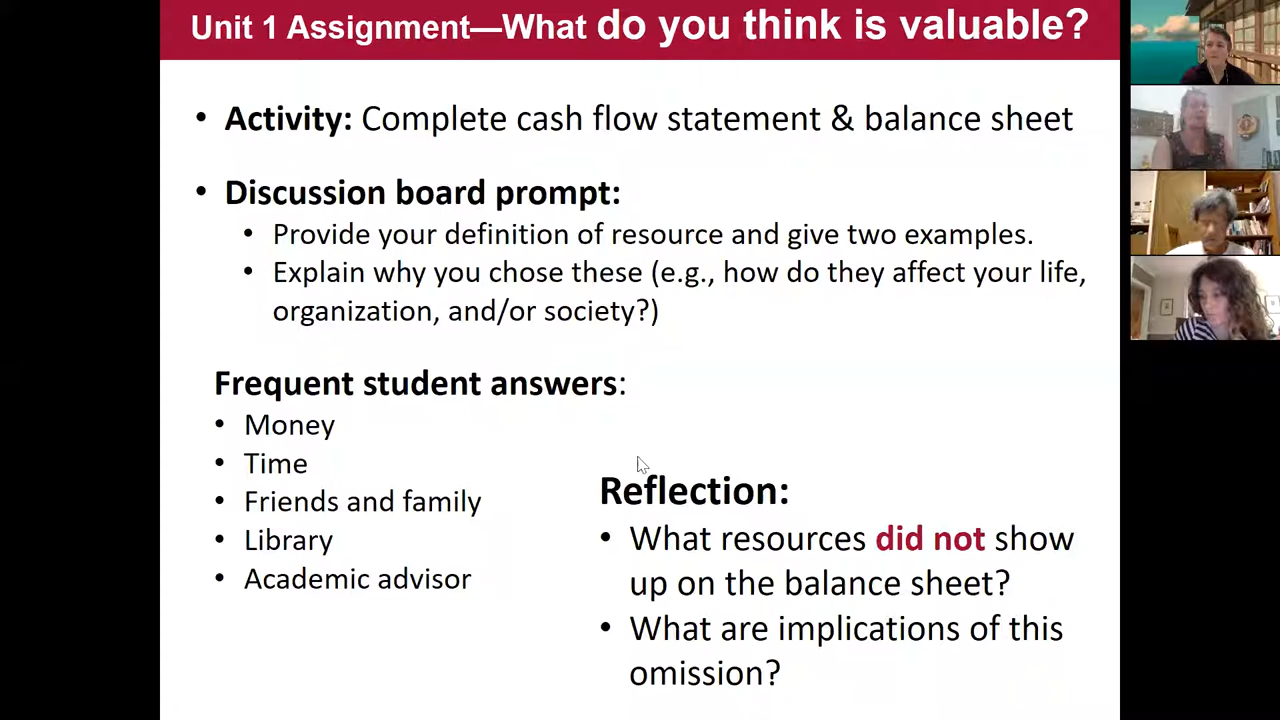 Unit 1 Assignment—What do you think is valuable?
• Activity: Complete cash flow statement & balance sheet
• Discussion board prompt:
• Provide your definition of resource and give two examples.
• Explain why you chose these (e.g., how do they affect your life,
organization, and/or society?)
Frequent student answers:
• Money
• Time
• Friends and family
• Library
• Academic advisor
Reflection:
• What resources did not show
up on the balance sheet?
• What are implications of this
omission?